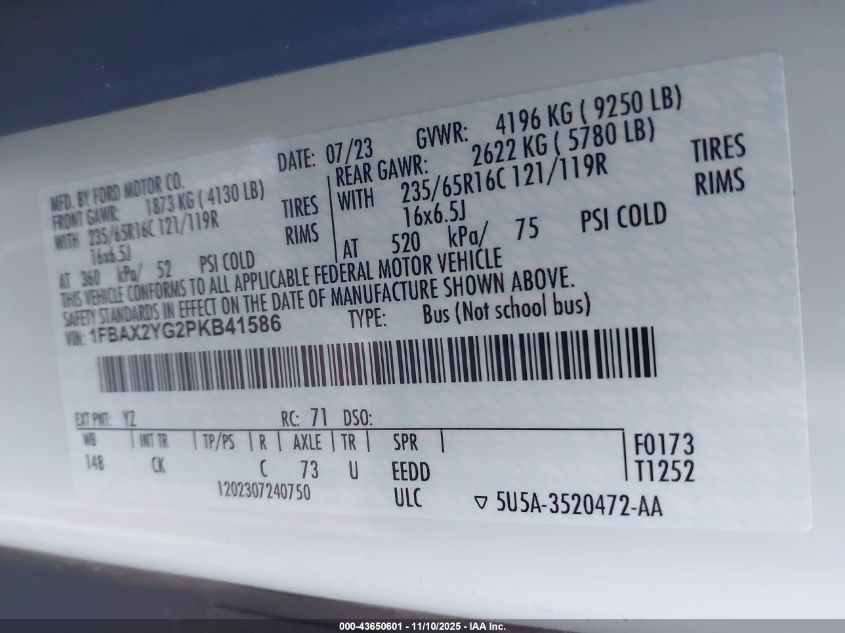 MFD. BY FORD MOTOR CO.
DATE: 07/23
GVWR: 4196 KG ( 9250 LB)
FRONT GAWR: 1873 KG ( 4130 LB)
REAR GAWR: 2622 KG ( 5780 LB)
WITH 235/65R16C 121/119R TIRES
WITH 235/65R16C 121/119R TIRES
16x6.5J RIMS
16x6.5J RIMS
AT 360 kPa/ 52 PSI COLD
AT 520 kPa/ 75 PSI COLD
THIS VEHICLE CONFORMS TO ALL APPLICABLE FEDERAL MOTOR VEHICLE
SAFETY STANDARDS IN EFFECT ON THE DATE OF MANUFACTURE SHOWN ABOVE.
VIN: 1FBAX2YG2PKB41586
TYPE: Bus (Not school bus)
EXT PNT: YZ RC: 71 DSO:
WB INT TR TP/PS R AXLE TR SPR
148 CK C 73 U EEDD
F0173
T1252
1202307240750 ULC
5U5A-3520472-AA
000-43650601 - 11/10/2025 - IAA Inc.